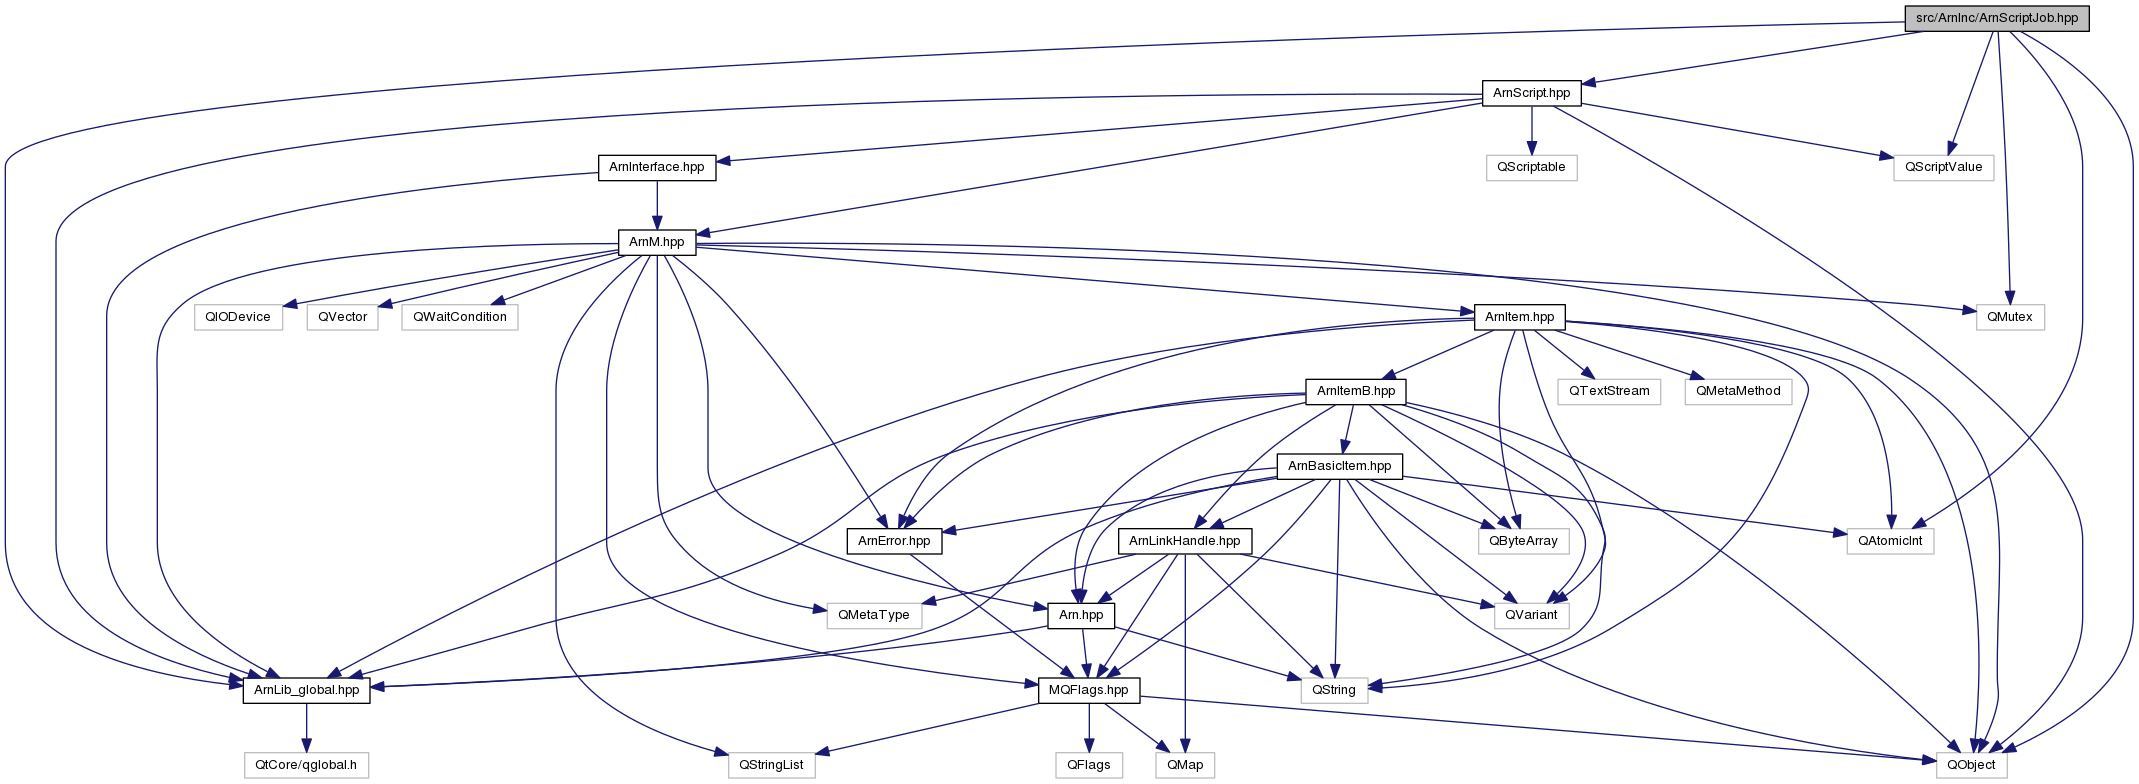 src/ArnInc/ArnScriptJob.hpp
ArnScript.hpp
ArnInterface.hpp
QScriptable
QScriptValue
ArnM.hpp
QIODevice
QVector
QWaitCondition
ArnItem.hpp
QMutex
ArnItemB.hpp
QTextStream
QMetaMethod
ArnBasicItem.hpp
ArnError.hpp
ArnLinkHandle.hpp
QByteArray
QAtomicInt
QMetaType
Arn.hpp
QVariant
ArnLib_global.hpp
MQFlags.hpp
QString
QtCore/qglobal.h
QStringList
QFlags
QMap
QObject